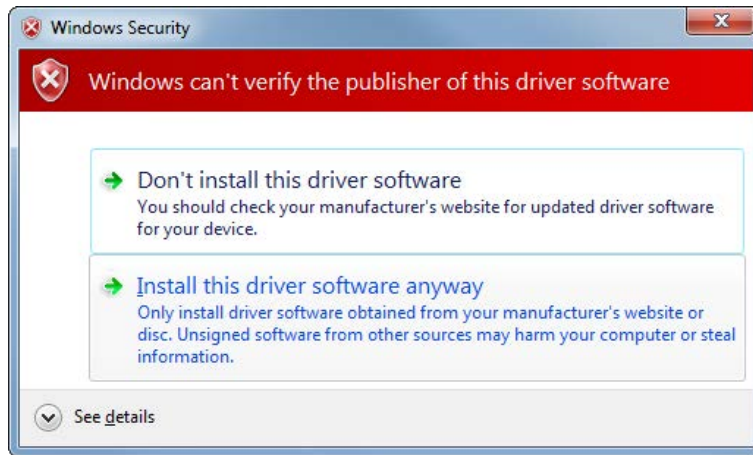 Windows Security
Windows can't verify the publisher of this driver software
Don't install this driver software
You should check your manufacturer's website for updated driver software
for your device.
Install this driver software anyway
Only install driver software obtained from your manufacturer's website or
disc. Unsigned software from other sources may harm your computer or steal
information.
See details